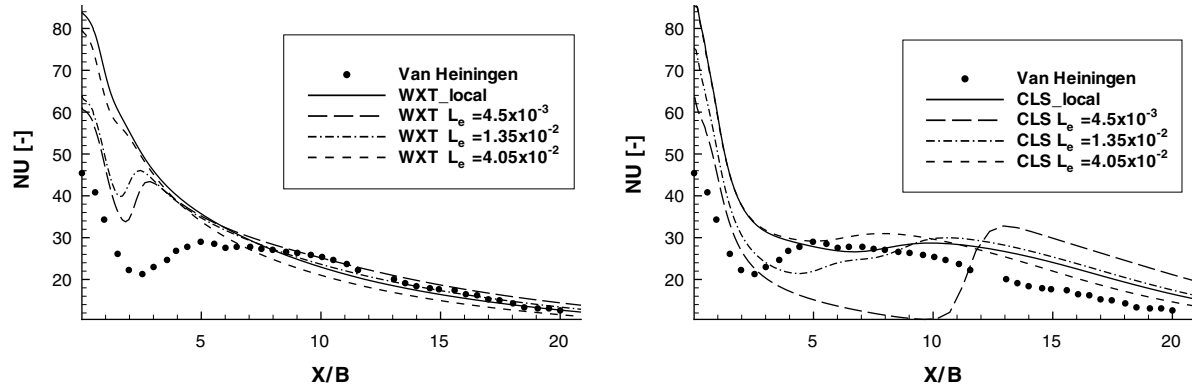 NU [-]
80
70
60
50
40
30
20
5
10
15
20
X/B
Van Heiningen
WXT_local
WXT L_e =4.5x10^-3
WXT L_e =1.35x10^-2
WXT L_e =4.05x10^-2
NU [-]
80
70
60
50
40
30
20
5
10
15
20
X/B
Van Heiningen
CLS_local
CLS L_e =4.5x10^-3
CLS L_e =1.35x10^-2
CLS L_e =4.05x10^-2